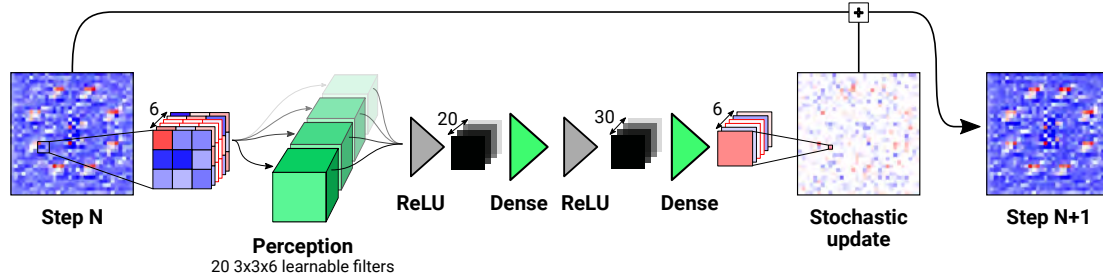 +
6
20
30
6
ReLU
Dense
ReLU
Dense
Step N
Perception
20 3x3x6 learnable filters
Stochastic
update
Step N+1